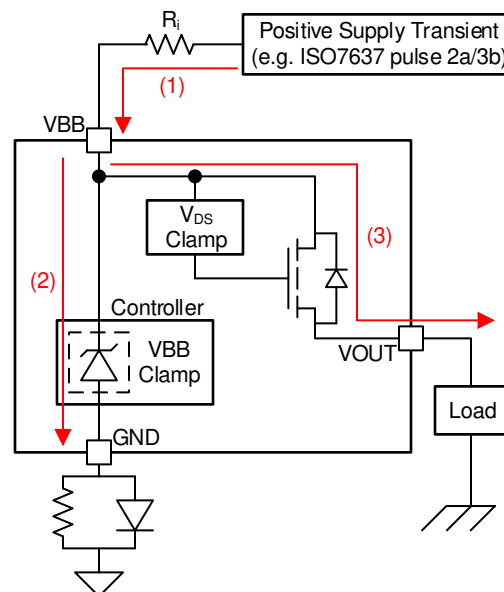 Ri
Positive Supply Transient
(e.g. ISO7637 pulse 2a/3b)
(1)
VBB
VDS
Clamp
(3)
(2)
Controller
VBB
Clamp
VOUT
GND
Load